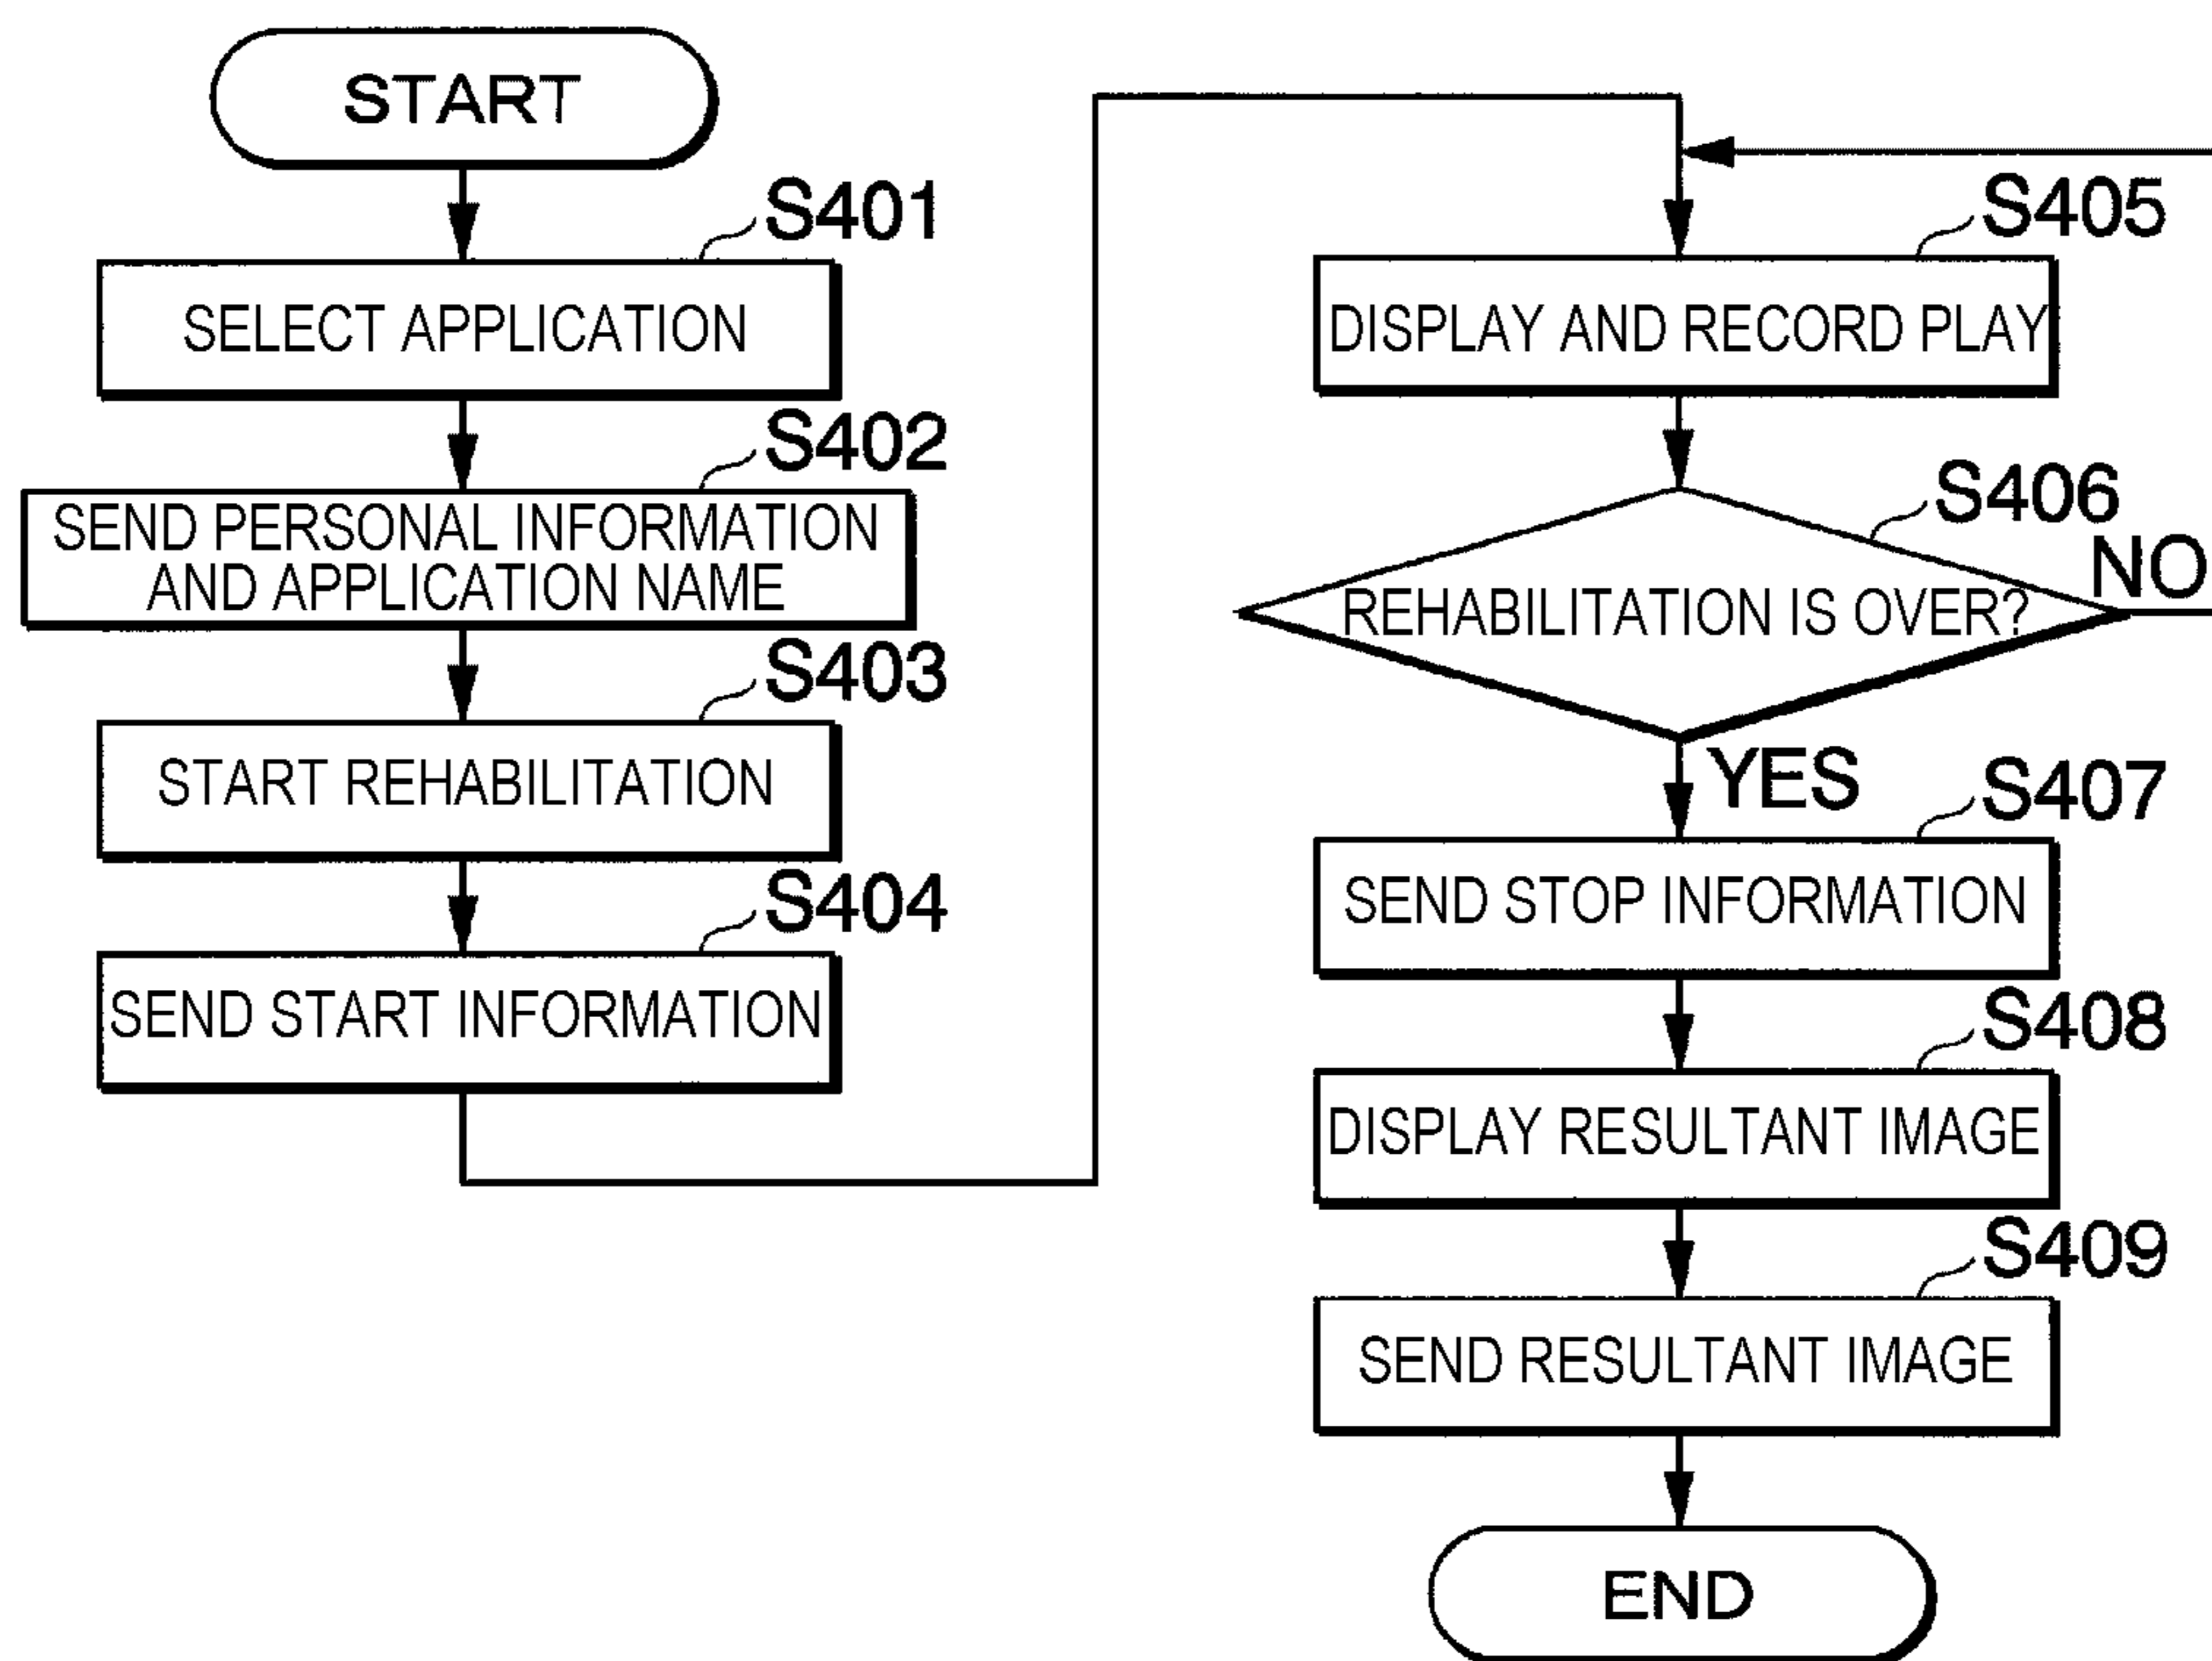 START
S401
SELECT APPLICATION
S402
SEND PERSONAL INFORMATION
AND APPLICATION NAME
S403
START REHABILITATION
S404
SEND START INFORMATION
S405
DISPLAY AND RECORD PLAY
S406
REHABILITATION IS OVER?
NO
YES
S407
SEND STOP INFORMATION
S408
DISPLAY RESULTANT IMAGE
S409
SEND RESULTANT IMAGE
END